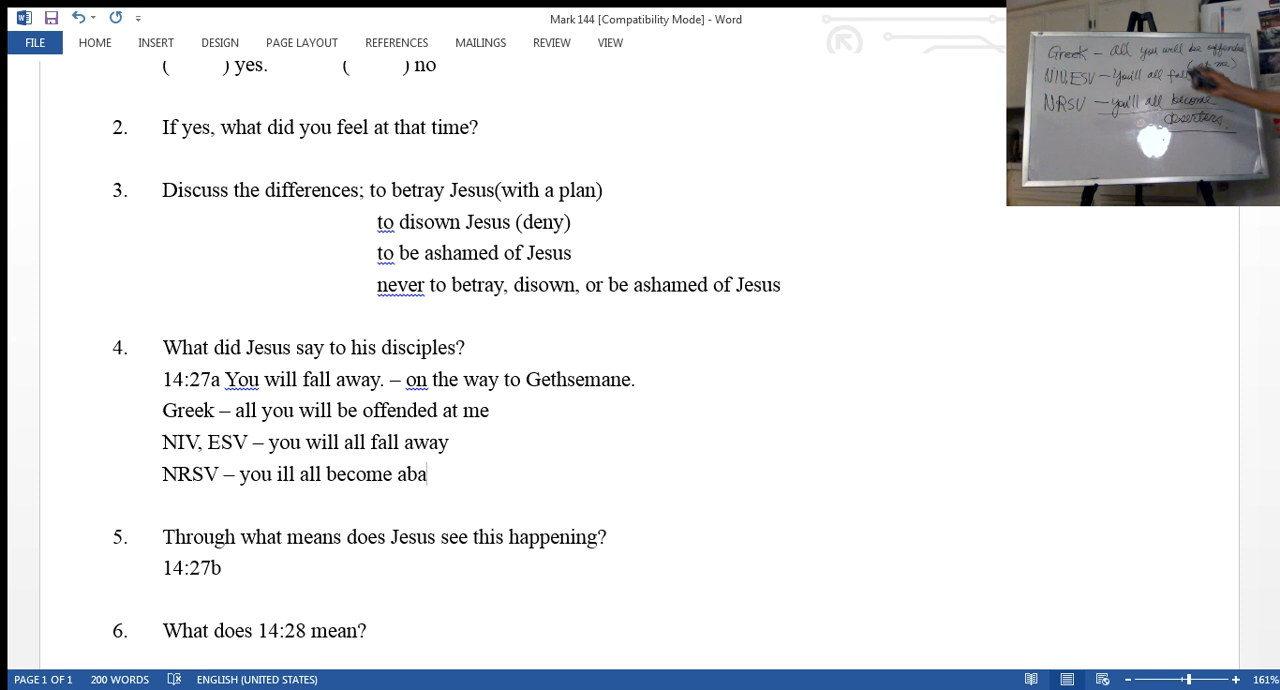 Mark 144 [Compatibility Mode] - Word
FILE HOME INSERT DESIGN PAGE LAYOUT REFERENCES MAILINGS REVIEW VIEW
( ) yes. ( ) no
2. If yes, what did you feel at that time?
3. Discuss the differences; to betray Jesus(with a plan)
to disown Jesus (deny)
to be ashamed of Jesus
never to betray, disown, or be ashamed of Jesus
4. What did Jesus say to his disciples?
14:27a You will fall away. – on the way to Gethsemane.
Greek – all you will be offended at me
NIV, ESV – you will all fall away
NRSV – you ill all become aba
5. Through what means does Jesus see this happening?
14:27b
6. What does 14:28 mean?
Greek – all you will be offended
at me)
NIV, ESV – You'll all
NRSV – you'll all become
deserters.
PAGE 1 OF 1 200 WORDS ENGLISH (UNITED STATES) 161%